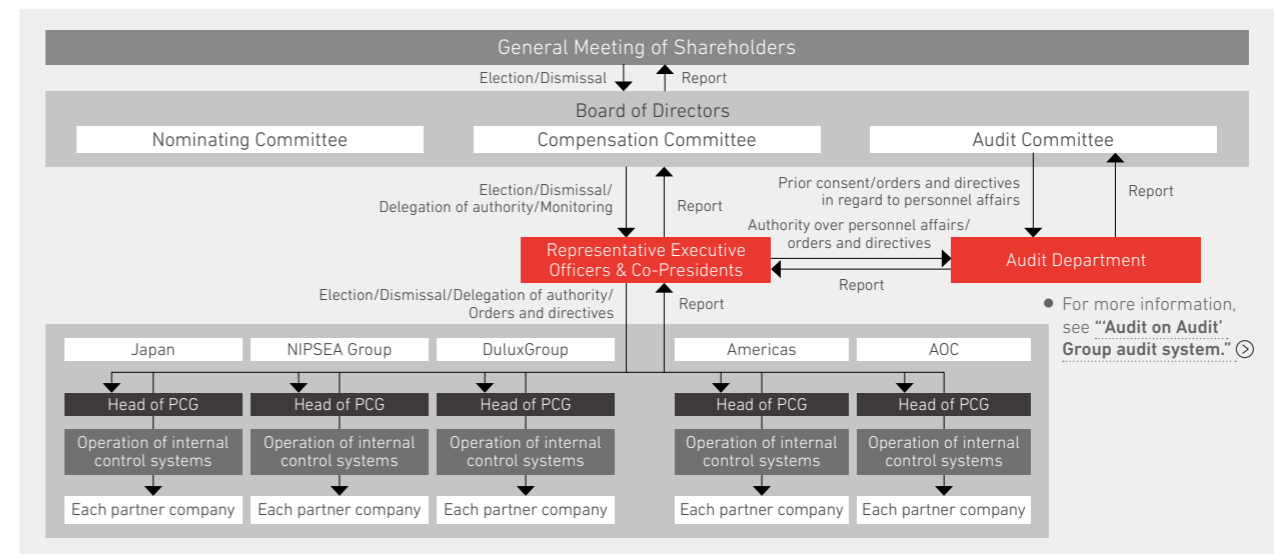 General Meeting of Shareholders
Election/Dismissal
Report
Board of Directors
Nominating Committee
Compensation Committee
Audit Committee
Election/Dismissal/
Delegation of authority/Monitoring
Report
Prior consent/orders and directives
in regard to personnel affairs
Report
Authority over personnel affairs/
orders and directives
Representative Executive
Officers & Co-Presidents
Audit Department
Report
Election/Dismissal/Delegation of authority/
Orders and directives
Report
● For more information,
see “‘Audit on Audit’
Group audit system.”
Japan
NIPSEA Group
DuluxGroup
Americas
AOC
Head of PCG
Head of PCG
Head of PCG
Head of PCG
Head of PCG
Operation of internal
control systems
Operation of internal
control systems
Operation of internal
control systems
Operation of internal
control systems
Operation of internal
control systems
Each partner company
Each partner company
Each partner company
Each partner company
Each partner company